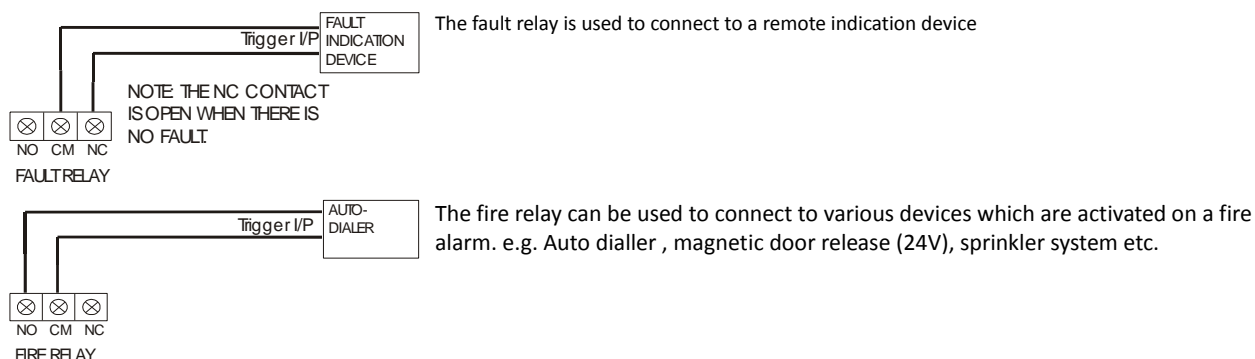 FAULT
INDICATION
DEVICE
Trigger I/P
The fault relay is used to connect to a remote indication device
NOTE: THE NC CONTACT
IS OPEN WHEN THERE IS
NO FAULT.
NO CM NC
FAULT RELAY
AUTO-
DIALER
Trigger I/P
The fire relay can be used to connect to various devices which are activated on a fire
alarm. e.g. Auto dialler , magnetic door release (24V), sprinkler system etc.
NO CM NC
FIRE RELAY